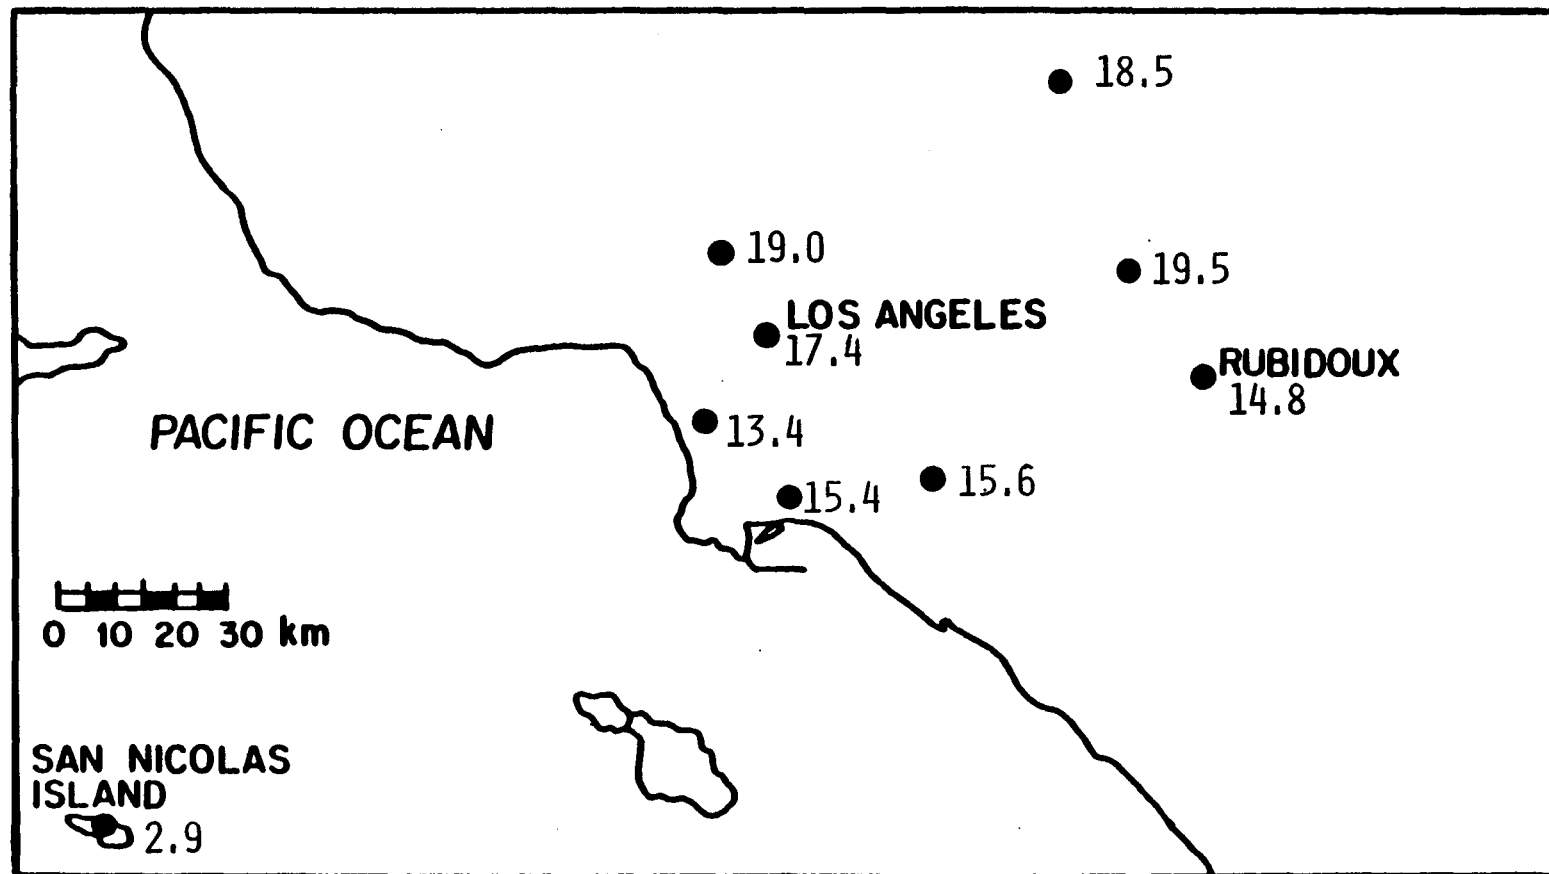 18.5
19.0
19.5
LOS ANGELES
17.4
RUBIDOUX
14.8
PACIFIC OCEAN
13.4
15.6
15.4
0 10 20 30 km
SAN NICOLAS
ISLAND
2.9